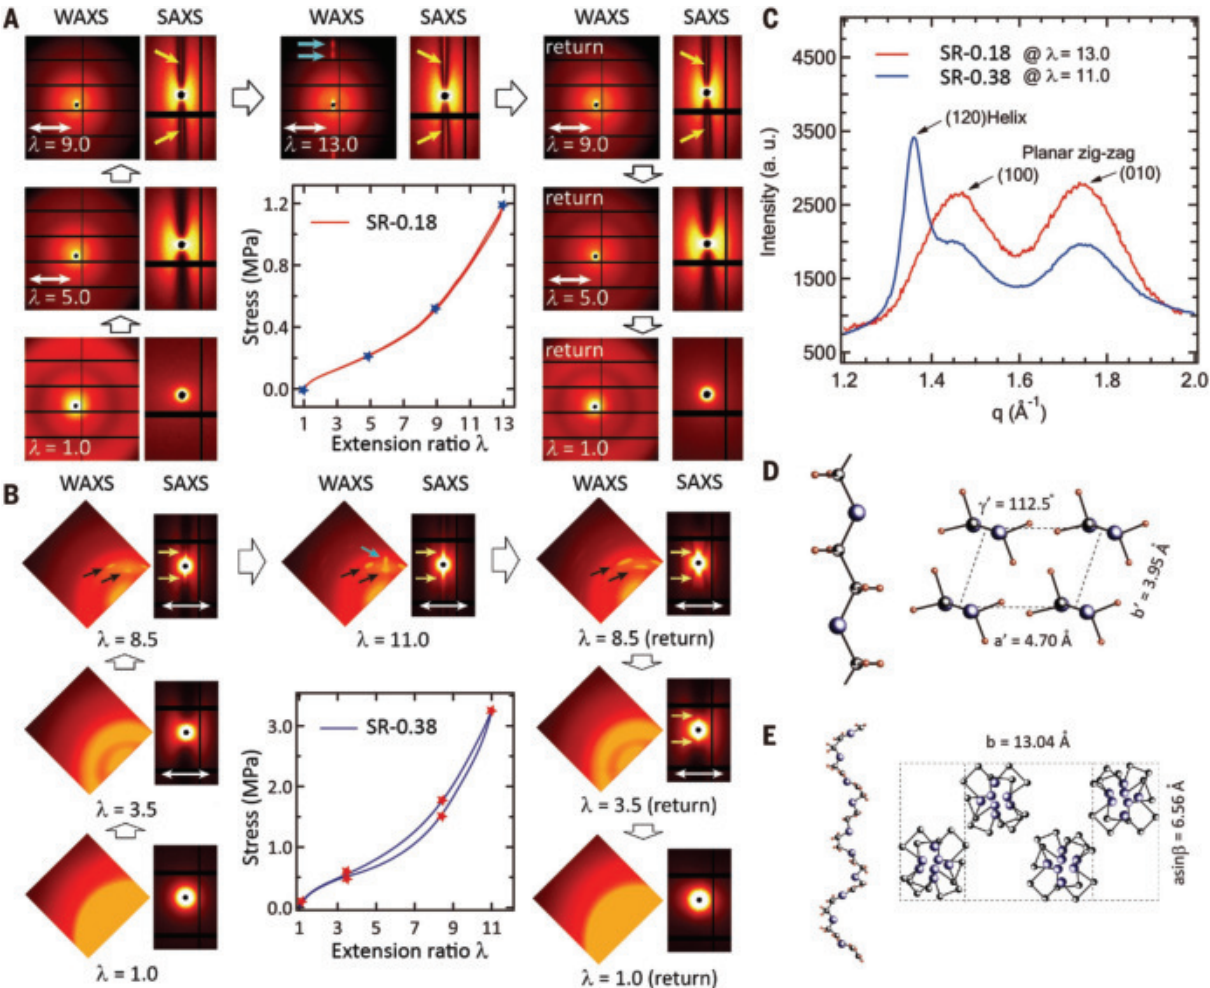 A
WAXS SAXS WAXS SAXS WAXS SAXS
λ = 9.0
λ = 13.0
return
λ = 9.0
λ = 5.0
return
λ = 5.0
λ = 1.0
return
λ = 1.0
SR-0.18
Stress (MPa)
1.2
0.8
0.4
0.0
1 3 5 7 9 11 13
Extension ratio λ
B
WAXS SAXS WAXS SAXS WAXS SAXS
λ = 8.5
λ = 11.0
λ = 8.5 (return)
λ = 3.5
λ = 3.5 (return)
λ = 1.0
λ = 1.0 (return)
SR-0.38
Stress (MPa)
3.0
2.0
1.0
0.0
1 3 5 7 9 11
Extension ratio λ
C
SR-0.18 @ λ = 13.0
SR-0.38 @ λ = 11.0
(120)Helix
Planar zig-zag
(100)
(010)
Intensity (a. u.)
4500
3500
2500
1500
500
1.2 1.4 1.6 1.8 2.0
q (Å⁻¹)
D
γ' = 112.5°
b' = 3.95 Å
a' = 4.70 Å
E
b = 13.04 Å
asinβ = 6.56 Å